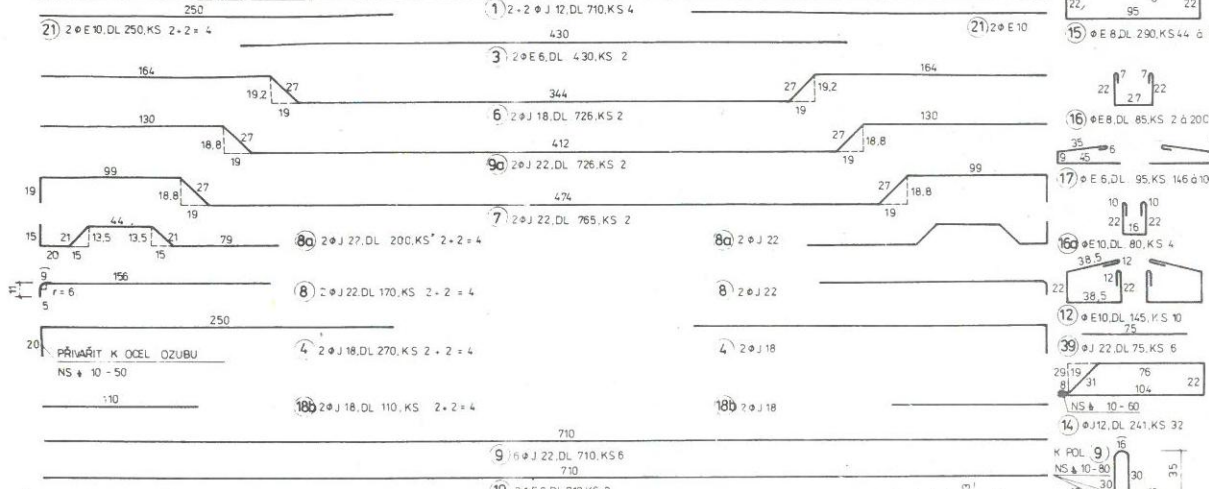 250
① 2+2 ϕ J 12, DL 710, KS 4
22, 22
95
㉑ 2 ϕ E 10, DL 250, KS 2+2 = 4
㉑ 2 ϕ E 10
⑮ ϕ E 8, DL 290, KS 44 á
430
③ 2 ϕ E 6, DL 430, KS 2
164
164
19,2 27
27 19,2
19 344 19
⑥ 2 ϕ J 18, DL 726, KS 2
7 7
22 22
27
⑯ ϕ E 8, DL 85, KS 2 á 200
130
130
18,8 27
27 18,8
19 412 19
9a 2 ϕ J 22, DL 726, KS 2
35 6
9 45
⑰ ϕ E 6, DL 95, KS 146 á 10
99
99
19
18,8 27
27 18,8
19 474 19
⑦ 2 ϕ J 22, DL 765, KS 2
10 10
22 22
16
16a ϕ E 10, DL 80, KS 4
44
15 21 13,5 13,5 21 79
20 15 15
8a 2 ϕ J 27, DL 200, KS 2+2 = 4
8a 2 ϕ J 22
38,5 12
12
22 22
38,5
⑫ ϕ E 10, DL 145, KS 10
9 156
11 r = 6
5
⑧ 2 ϕ J 22, DL 170, KS 2+2 = 4
⑧ 2 ϕ J 22
250
20
PŘIVAŘIT K OCEL OZUBU
NS 10-50
④ 2 ϕ J 18, DL 270, KS 2+2 = 4
④ 2 ϕ J 18
75
㊴ ϕ J 22, DL 75, KS 6
29 19 76
8 31 104 22
NS 10-60
⑭ ϕ J 12, DL 241, KS 32
110
18b 2 ϕ J 18, DL 110, KS 2+2 = 4
18b 2 ϕ J 18
710
⑨ 6 ϕ J 22, DL 710, KS 6
K POL ⑨
16
NS 10-80
30 30
35
710